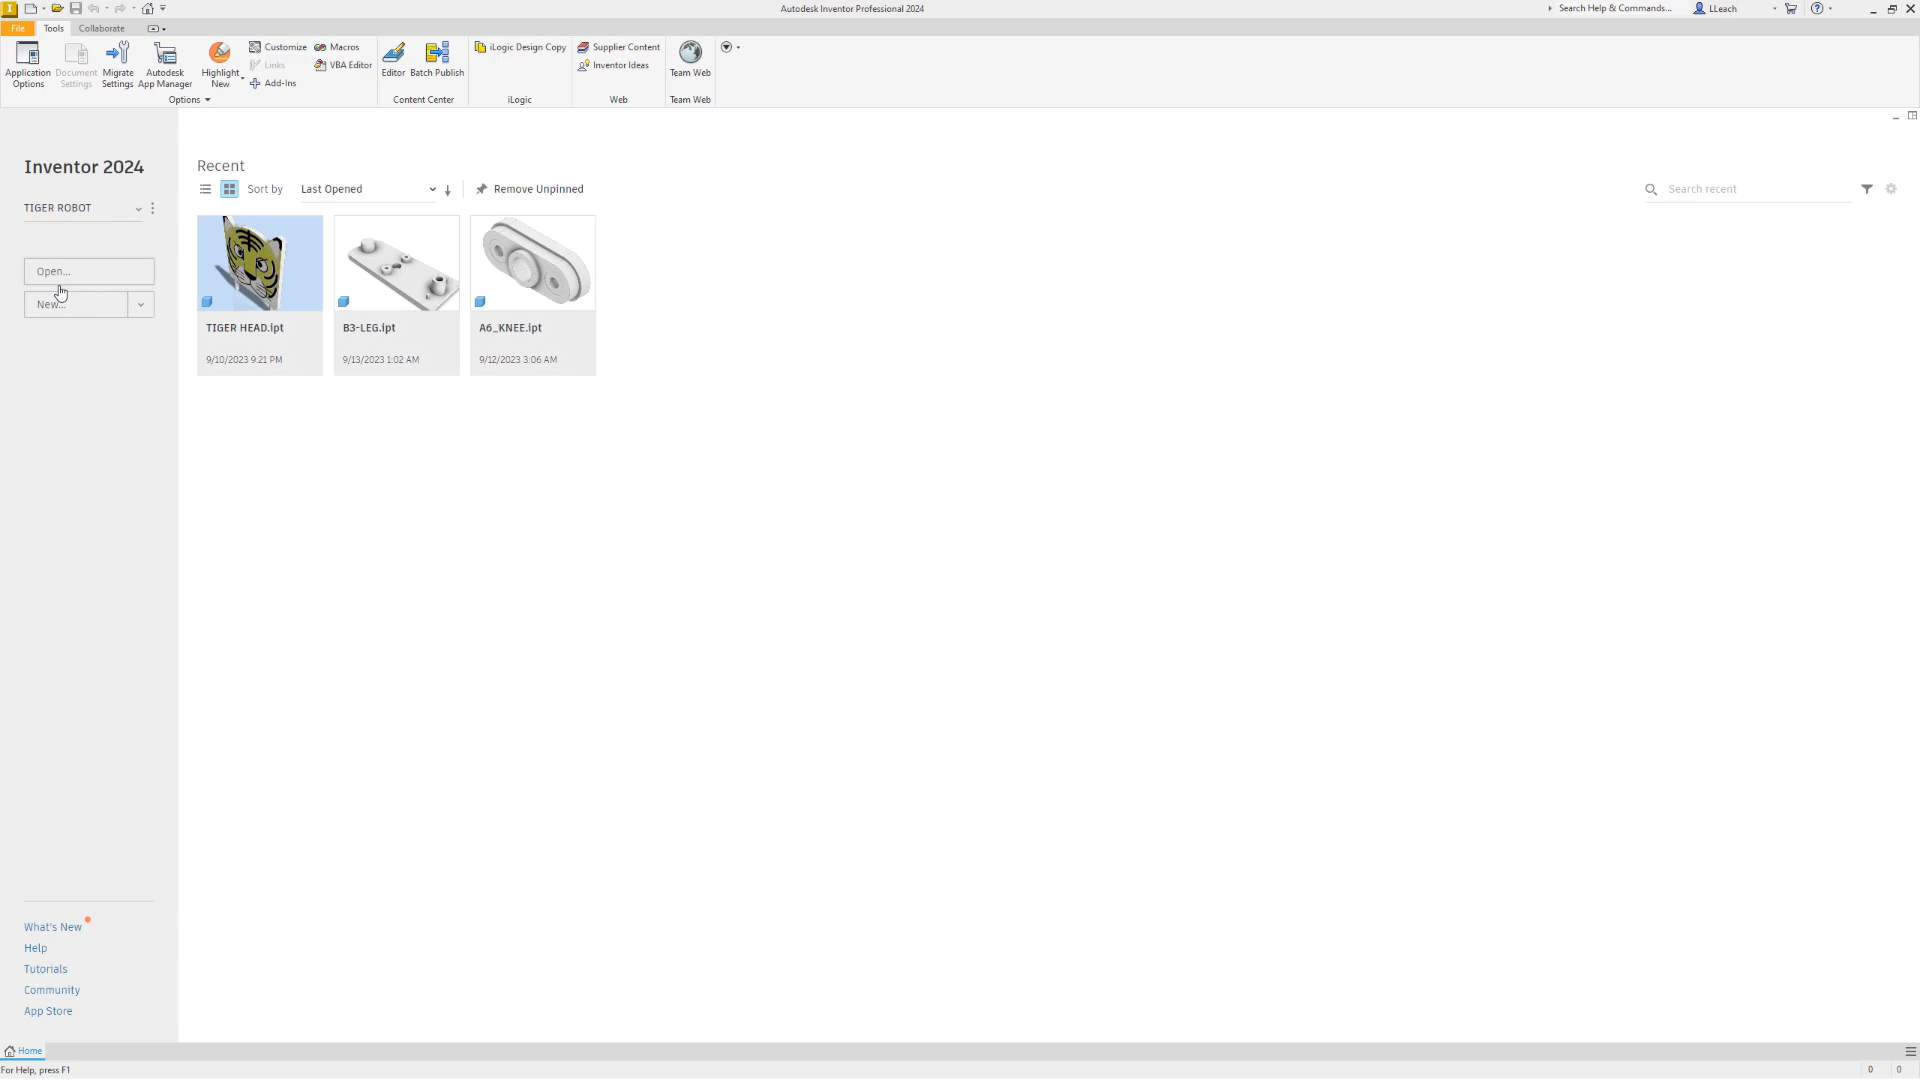 Autodesk Inventor Professional 2024
Search Help & Commands...
LLeach
File
Tools
Collaborate
Application Options
Document Settings
Migrate Settings
Autodesk App Manager
Highlight New
Customize
Links
Add-Ins
Macros
VBA Editor
Options
Editor
Batch Publish
Content Center
iLogic Design Copy
iLogic
Supplier Content
Inventor Ideas
Web
Team Web
Team Web
Inventor 2024
TIGER ROBOT
Open...
New...
Recent
Sort by
Last Opened
Remove Unpinned
Search recent
TIGER HEAD.ipt
9/10/2023 9:21 PM
B3-LEG.ipt
9/13/2023 1:02 AM
A6_KNEE.ipt
9/12/2023 3:06 AM
What's New
Help
Tutorials
Community
App Store
Home
For Help, press F1
0
0